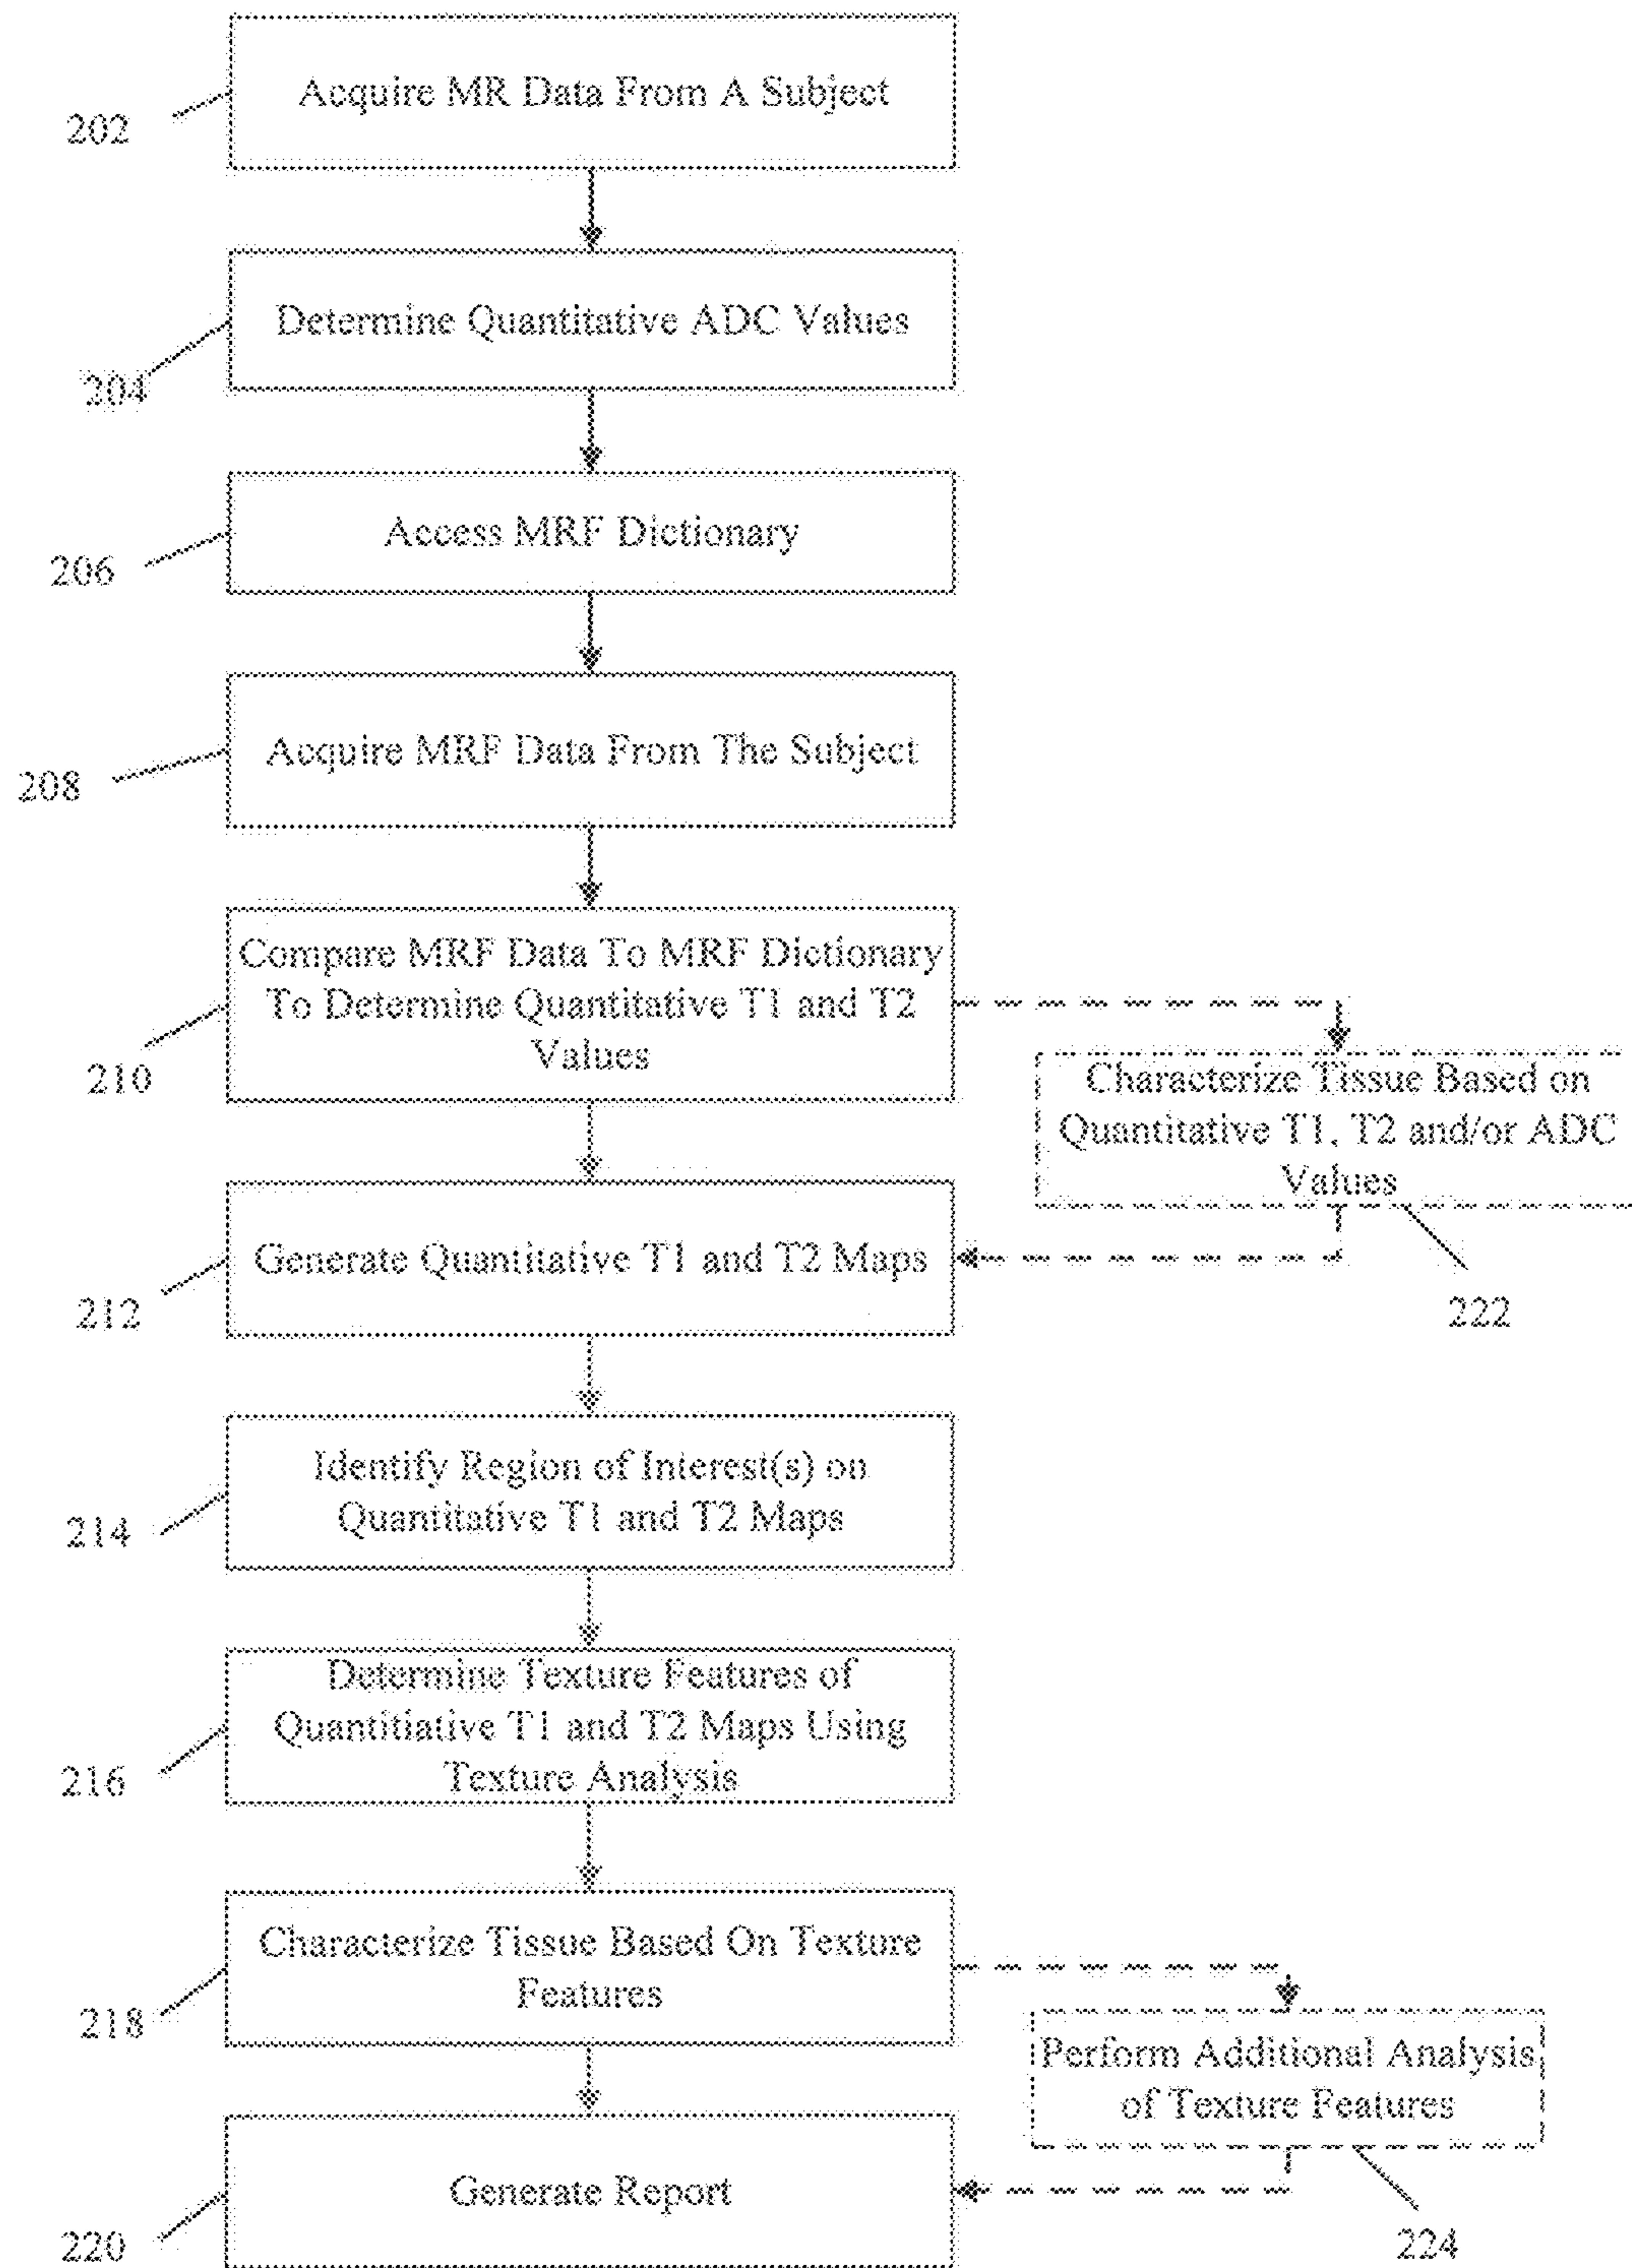 Acquire MR Data From A Subject
202
Determine Quantitative ADC Values
204
Access MRF Dictionary
206
Acquire MRF Data From The Subject
208
Compare MRF Data To MRF Dictionary
To Determine Quantitative T1 and T2
Values
210
Characterize Tissue Based on
Quantitative T1, T2 and/or ADC
Values
222
Generate Quantitative T1 and T2 Maps
212
Identify Region of Interest(s) on
Quantitative T1 and T2 Maps
214
Determine Texture Features of
Quantitiative T1 and T2 Maps Using
Texture Analysis
216
Characterize Tissue Based On Texture
Features
218
Perform Additional Analysis
of Texture Features
224
Generate Report
220